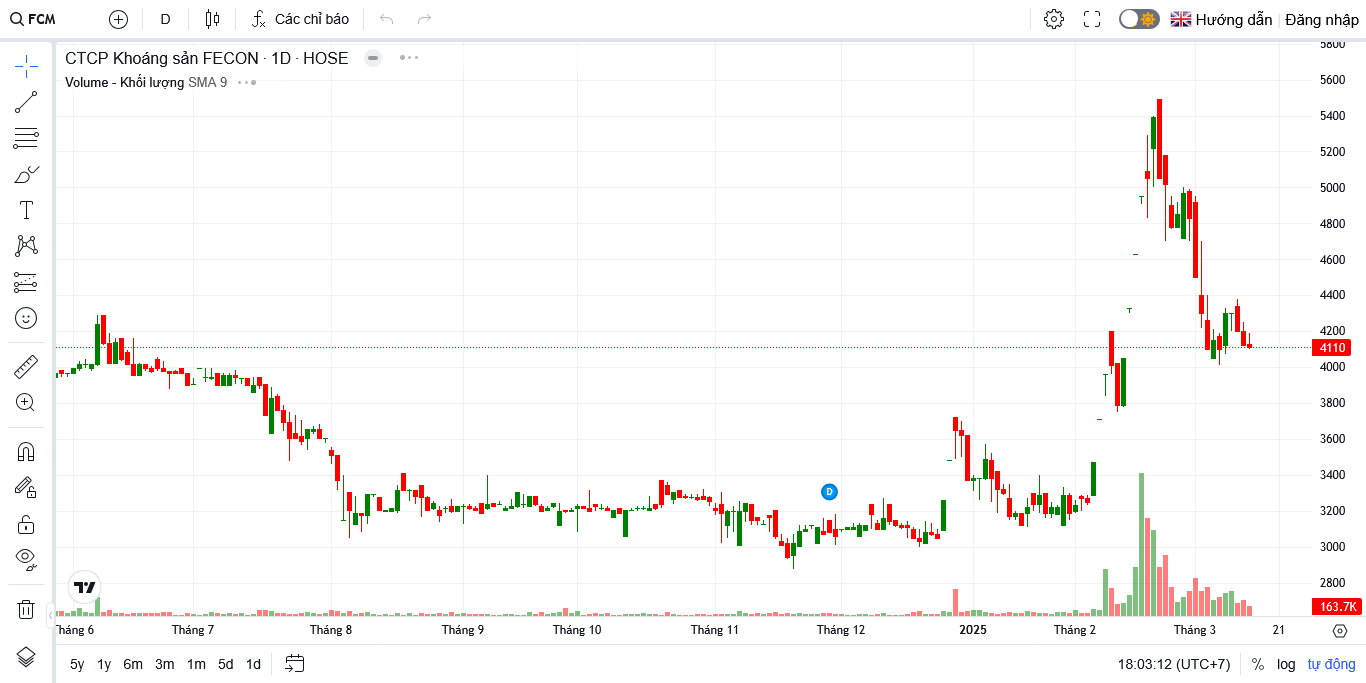 FCM
D
Các chỉ báo
Hướng dẫn
Đăng nhập
CTCP Khoáng sản FECON · 1D · HOSE
Volume - Khối lượng SMA 9
5800
5600
5400
5200
5000
4800
4600
4400
4200
4110
4000
3800
3600
3400
3200
3000
2800
163.7K
D
Tháng 6 Tháng 7 Tháng 8 Tháng 9 Tháng 10 Tháng 11 Tháng 12 2025 Tháng 2 Tháng 3 21
5y 1y 6m 3m 1m 5d 1d
18:03:12 (UTC+7) % log tự động